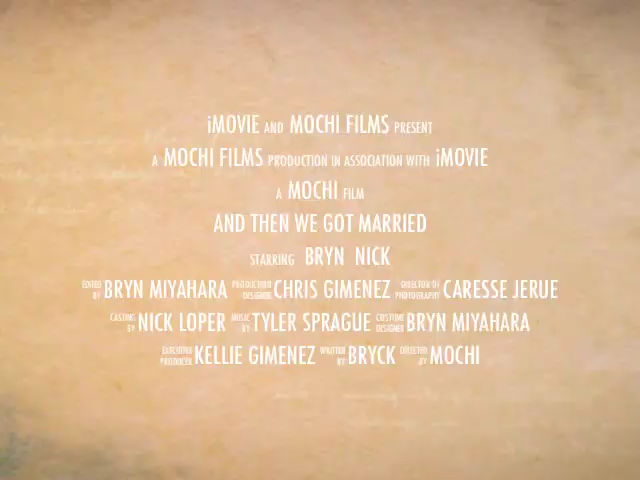 iMOVIE AND MOCHI FILMS PRESENT
A MOCHI FILMS PRODUCTION IN ASSOCIATION WITH iMOVIE
A MOCHI FILM
AND THEN WE GOT MARRIED
STARRING BRYN NICK
EDITED BY BRYN MIYAHARA PRODUCTION DESIGNER CHRIS GIMENEZ DIRECTOR OF PHOTOGRAPHY CARESSE JERUE
CASTING BY NICK LOPER MUSIC BY TYLER SPRAGUE COSTUME DESIGNER BRYN MIYAHARA
EXECUTIVE PRODUCER KELLIE GIMENEZ WRITTEN BY BRYCK DIRECTED BY MOCHI